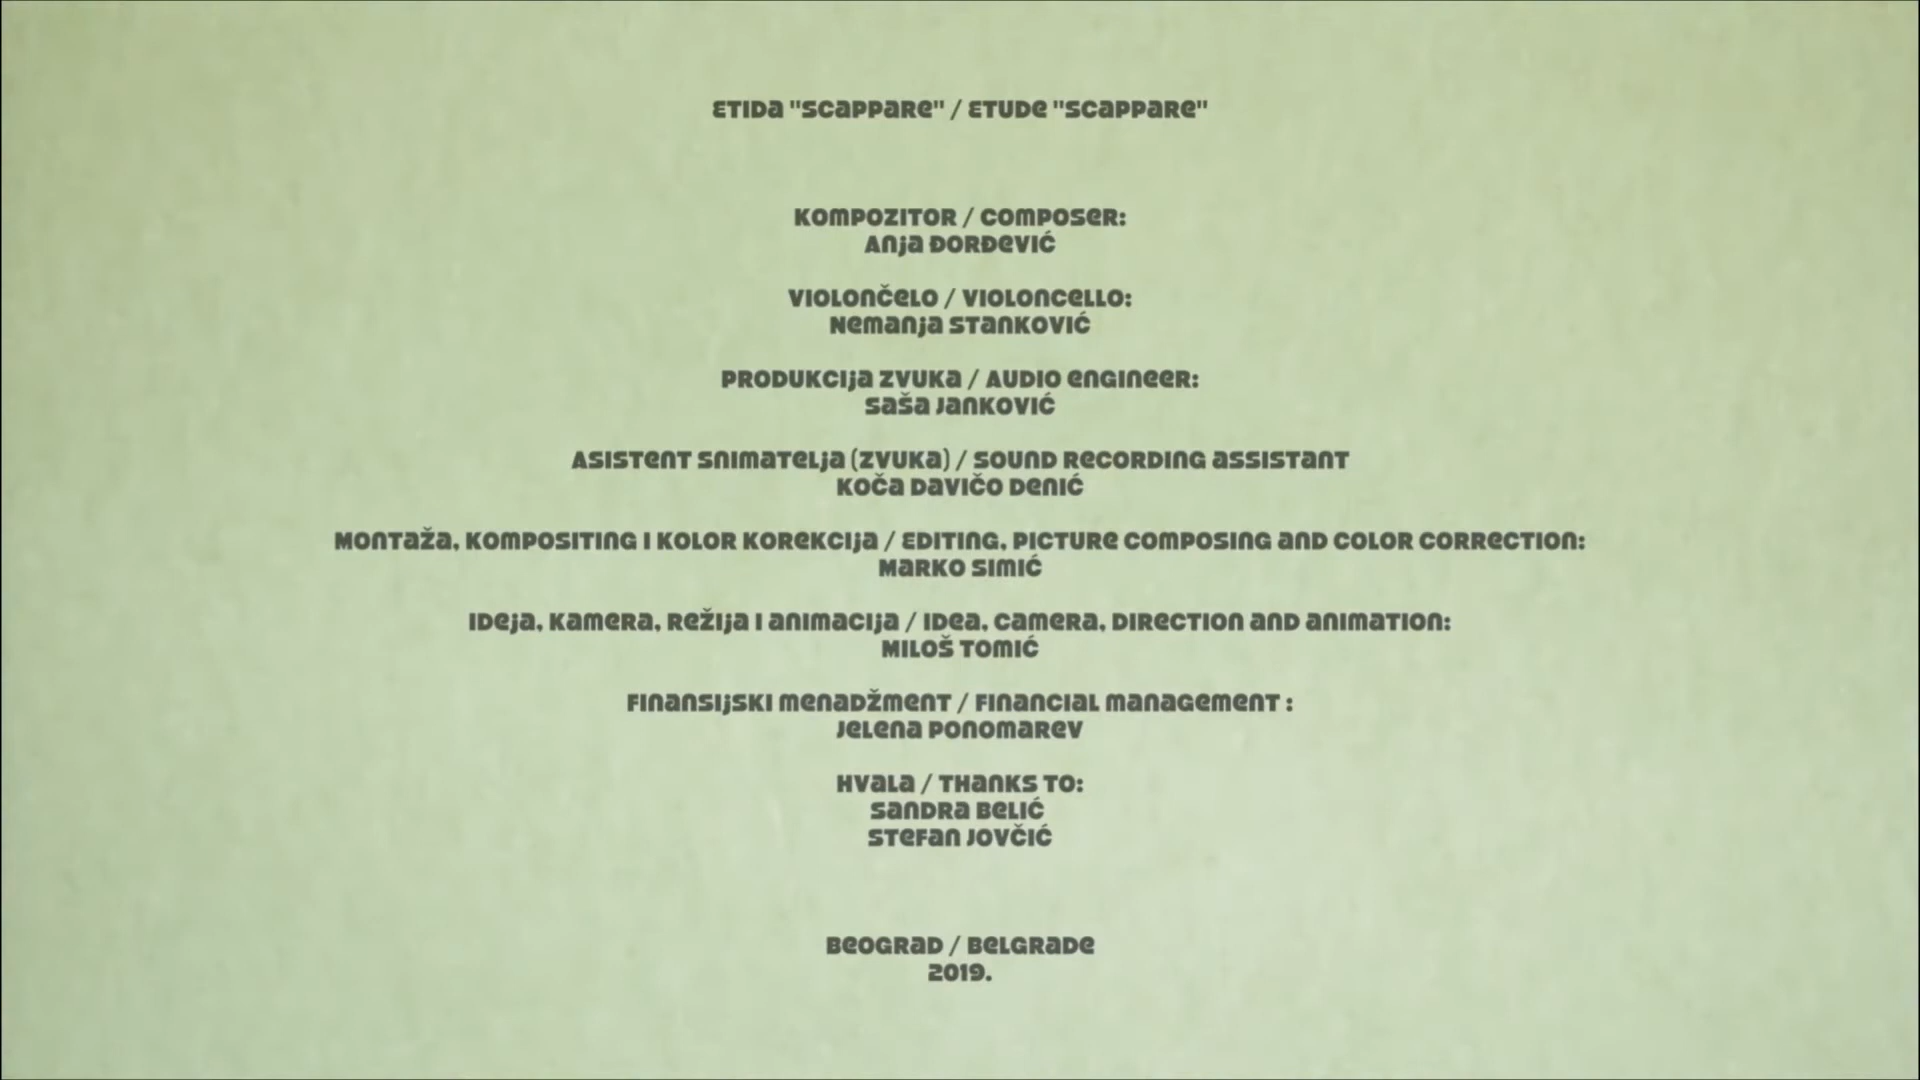 Etida "Scappare" / Etude "Scappare"
Kompozitor / Composer:
Anja Đorđević
Violončelo / Violoncello:
Nemanja Stanković
Produkcija zvuka / Audio engineer:
Saša Janković
Asistent snimatelja (zvuka) / Sound recording assistant
Koča Davičo Denić
Montaža, kompositing i kolor korekcija / Editing, picture composing and color correction:
Marko Simić
Ideja, kamera, režija i animacija / Idea, camera, direction and animation:
Miloš Tomić
Finansijski menadžment / Financial management :
Jelena Ponomarev
Hvala / Thanks to:
Sandra Belić
Stefan Jovčić
Beograd / Belgrade
2019.